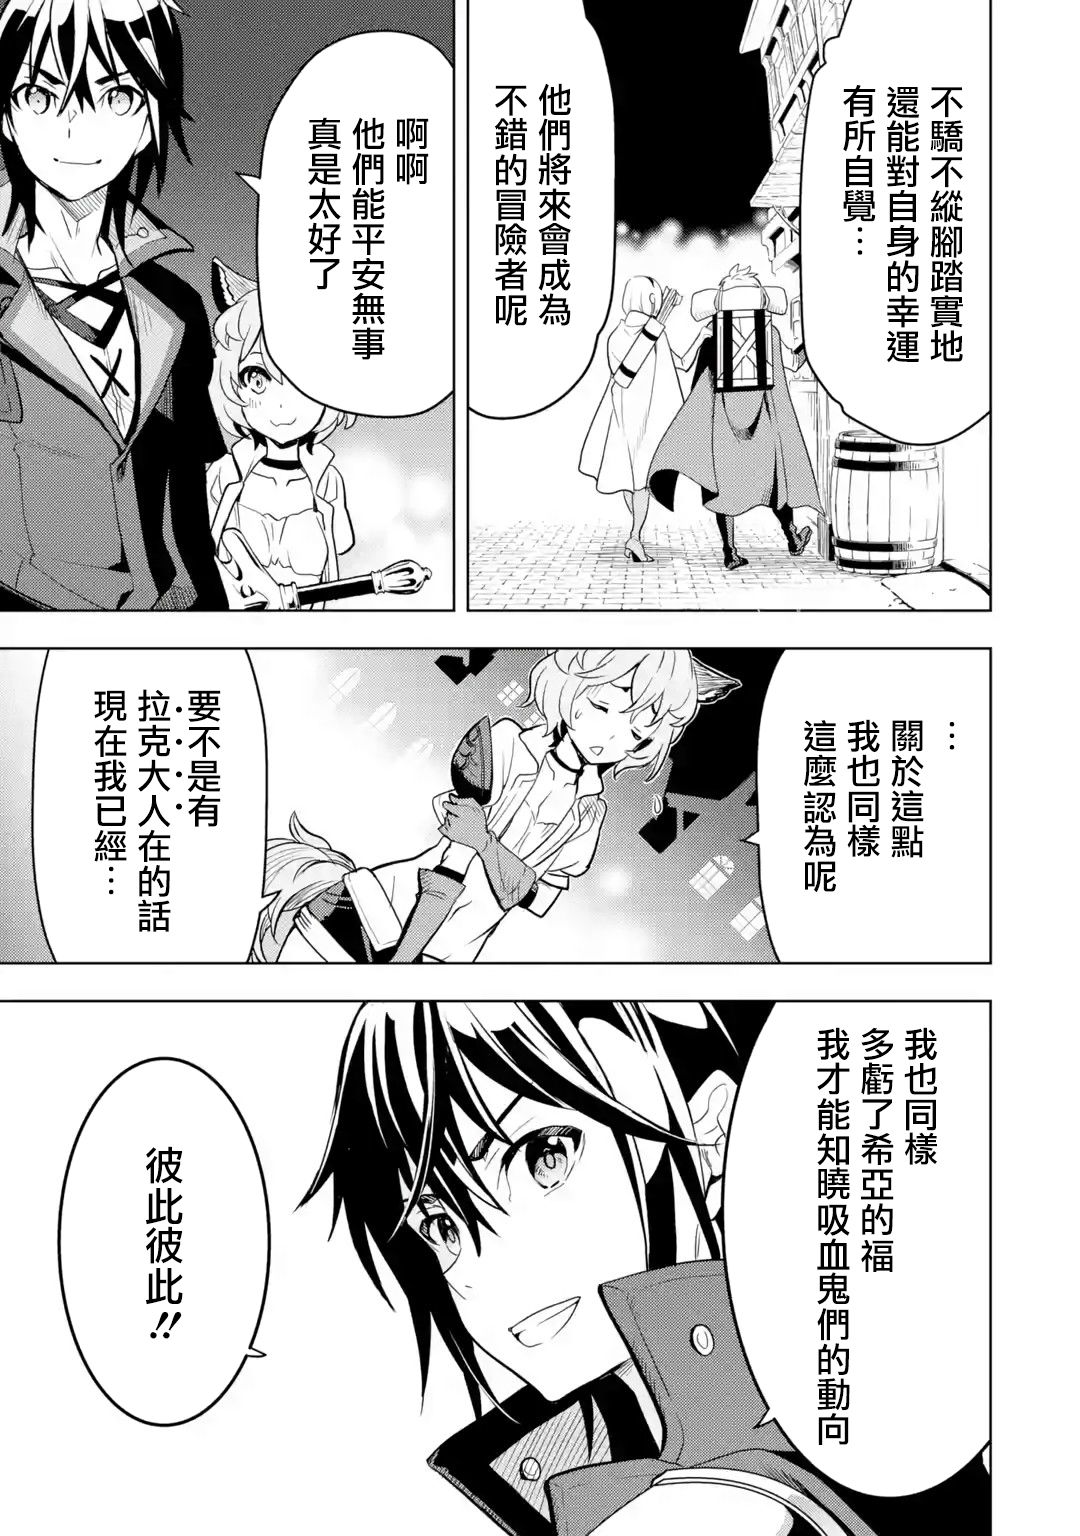 不驕不縱腳踏實地
還能對自身的幸運
有所自覺…
他們將來會成為
不錯的冒險者呢
啊啊
他們能平安無事
真是太好了
…
關於這點
我也同樣
這麼認為呢
要不是有
拉克大人在的話
現在我已經…
我也同樣
多虧了希亞的福
我才能知曉吸血鬼們的動向
彼此彼此!!